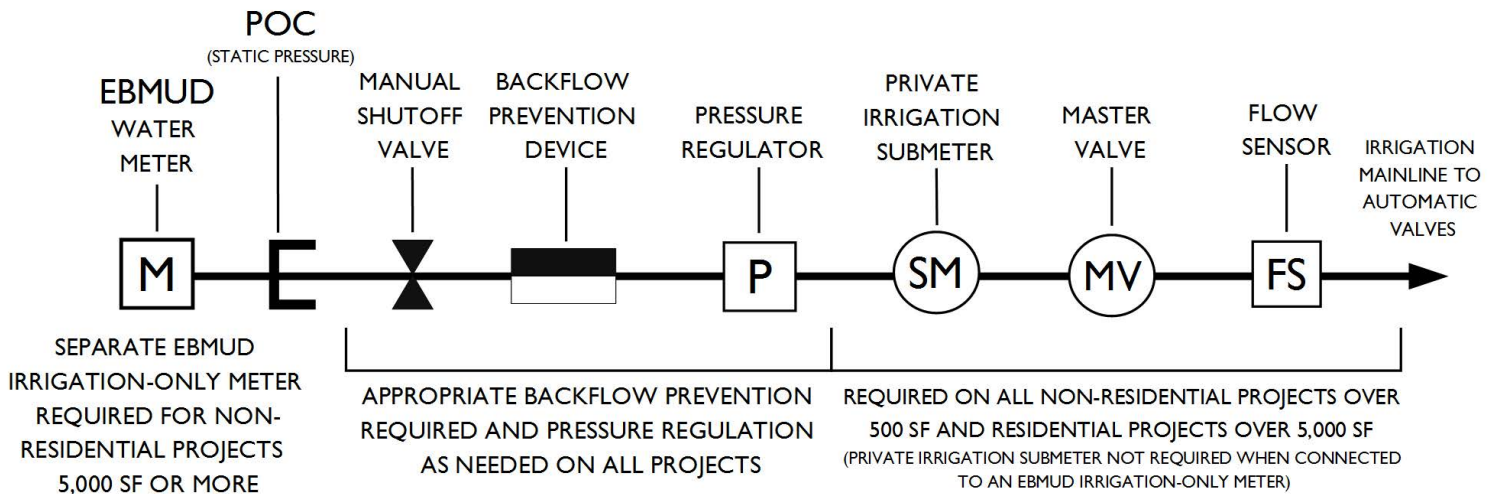 POC
(STATIC PRESSURE)
EBMUD
WATER
METER
MANUAL
SHUTOFF
VALVE
BACKFLOW
PREVENTION
DEVICE
PRESSURE
REGULATOR
PRIVATE
IRRIGATION
SUBMETER
MASTER
VALVE
FLOW
SENSOR
IRRIGATION
MAINLINE TO
AUTOMATIC
VALVES
M
P
SM
MV
FS
SEPARATE EBMUD
IRRIGATION-ONLY METER
REQUIRED FOR NON-
RESIDENTIAL PROJECTS
5,000 SF OR MORE
APPROPRIATE BACKFLOW PREVENTION
REQUIRED AND PRESSURE REGULATION
AS NEEDED ON ALL PROJECTS
REQUIRED ON ALL NON-RESIDENTIAL PROJECTS OVER
500 SF AND RESIDENTIAL PROJECTS OVER 5,000 SF
(PRIVATE IRRIGATION SUBMETER NOT REQUIRED WHEN CONNECTED
TO AN EBMUD IRRIGATION-ONLY METER)